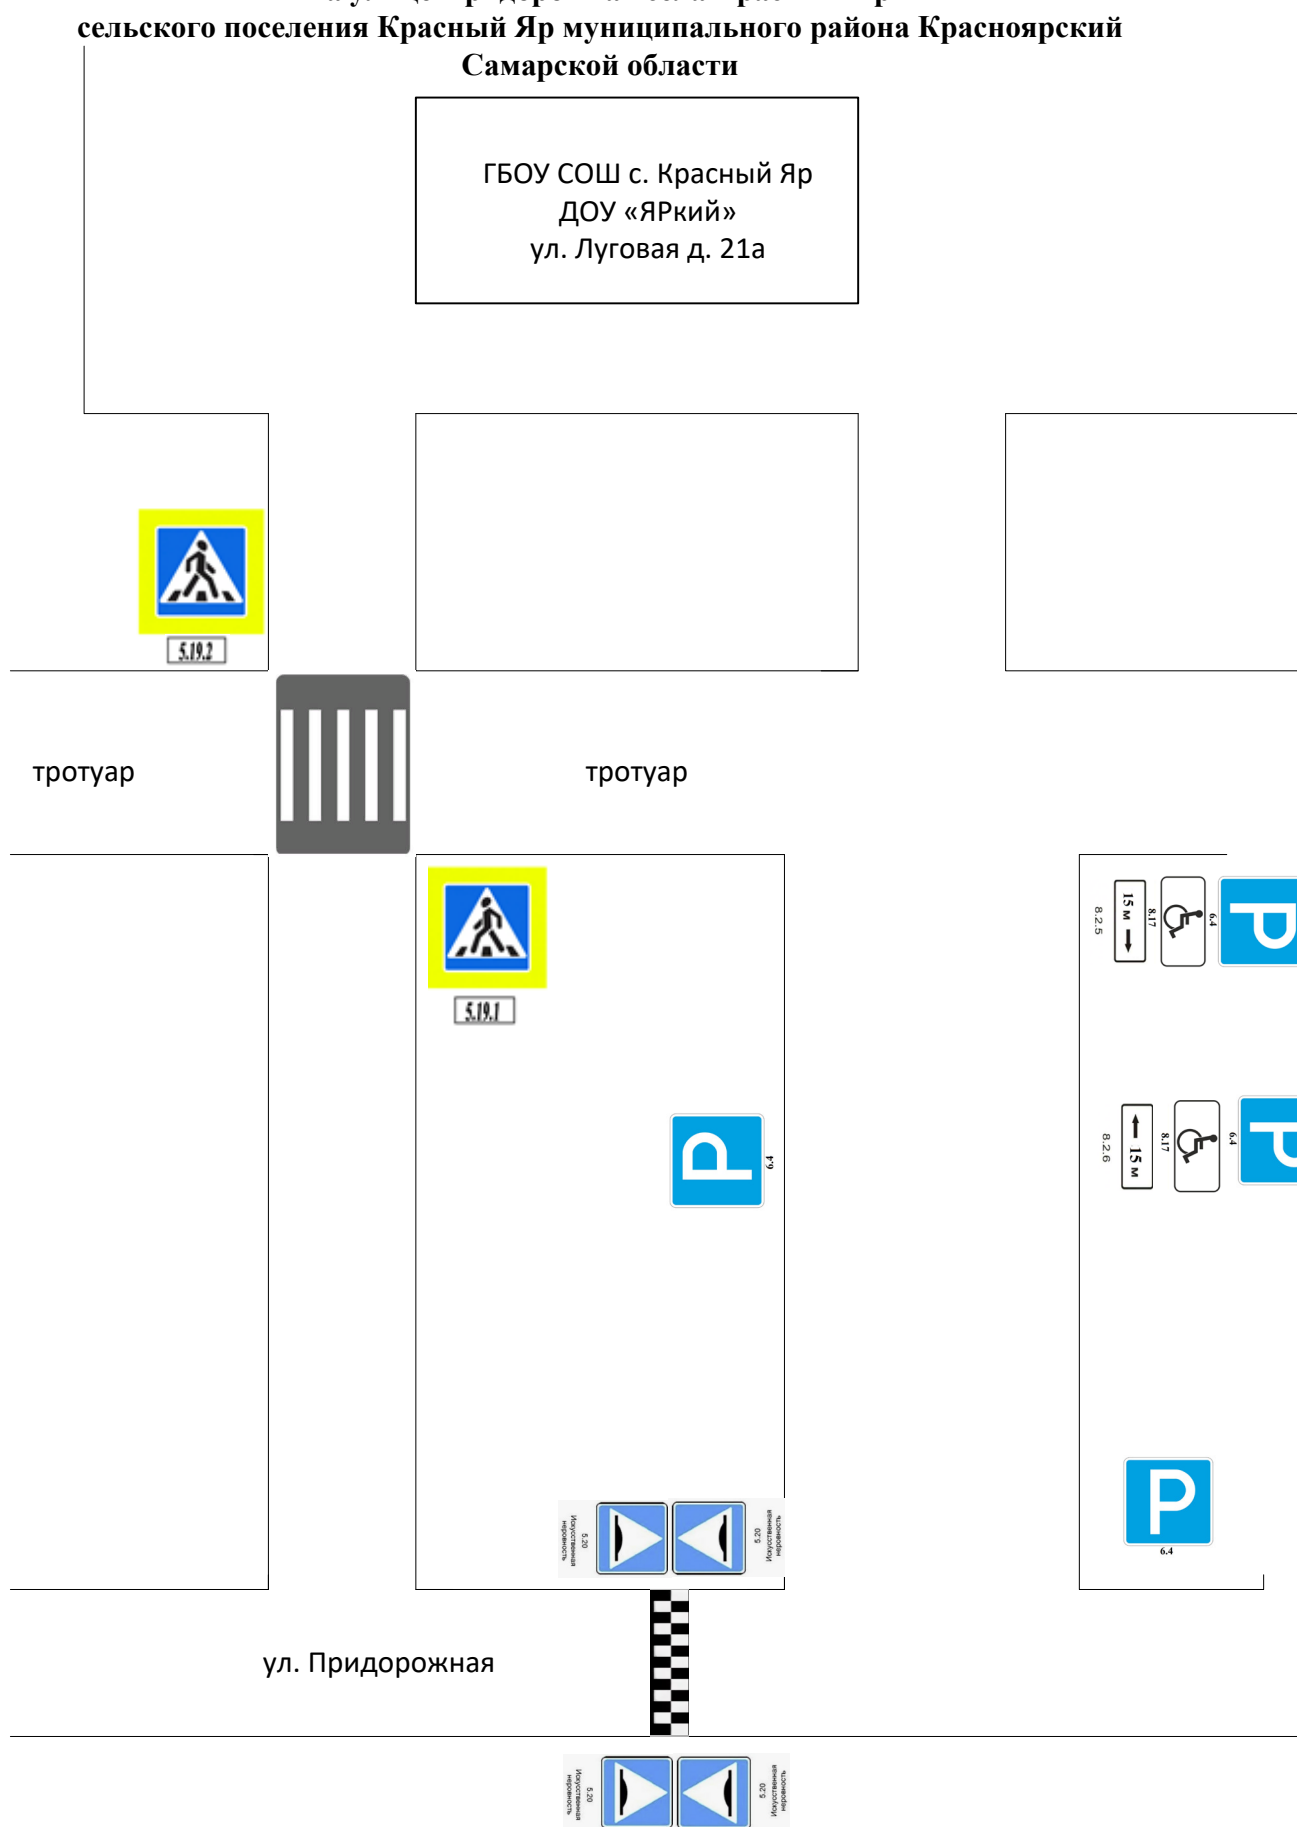 сельского поселения Красный Яр муниципального района Красноярский
Самарской области
ГБОУ СОШ с. Красный Яр
ДОУ «ЯРкий»
ул. Луговая д. 21а
5.19.2
тротуар
тротуар
5.19.1
8.2.5
15 м
8.17
6.4
P
P
6.4
8.2.6
15 м
8.17
6.4
P
P
6.4
5.20
Искусственная
неровность
5.20
Искусственная
неровность
ул. Придорожная
5.20
Искусственная
неровность
5.20
Искусственная
неровность